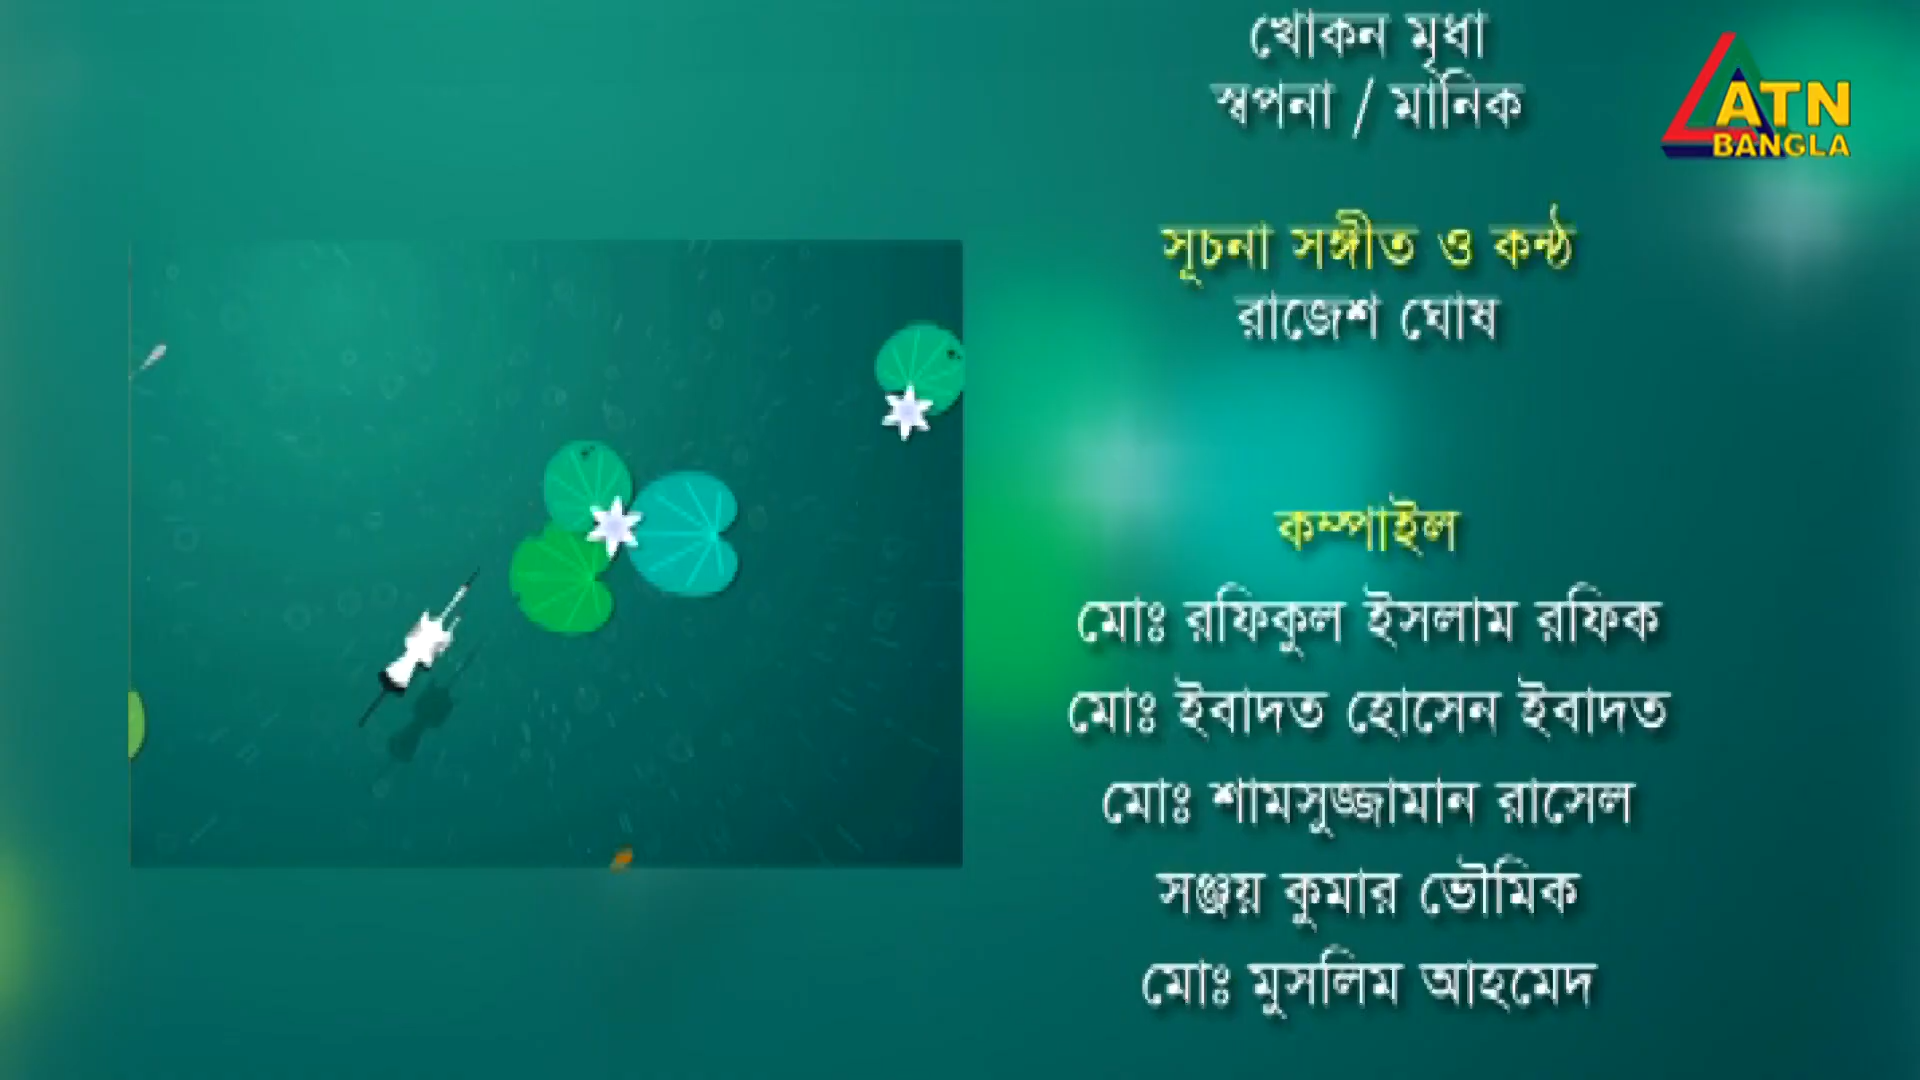 খোকন মৃধা
স্বপনা / মানিক
ATN
BANGLA
সূচনা সঙ্গীত ও কন্ঠ
রাজেশ ঘোষ
কম্পাইল
মোঃ রফিকুল ইসলাম রফিক
মোঃ ইবাদত হোসেন ইবাদত
মোঃ শামসুজ্জামান রাসেল
সঞ্জয় কুমার ভৌমিক
মোঃ মুসলিম আহমেদ